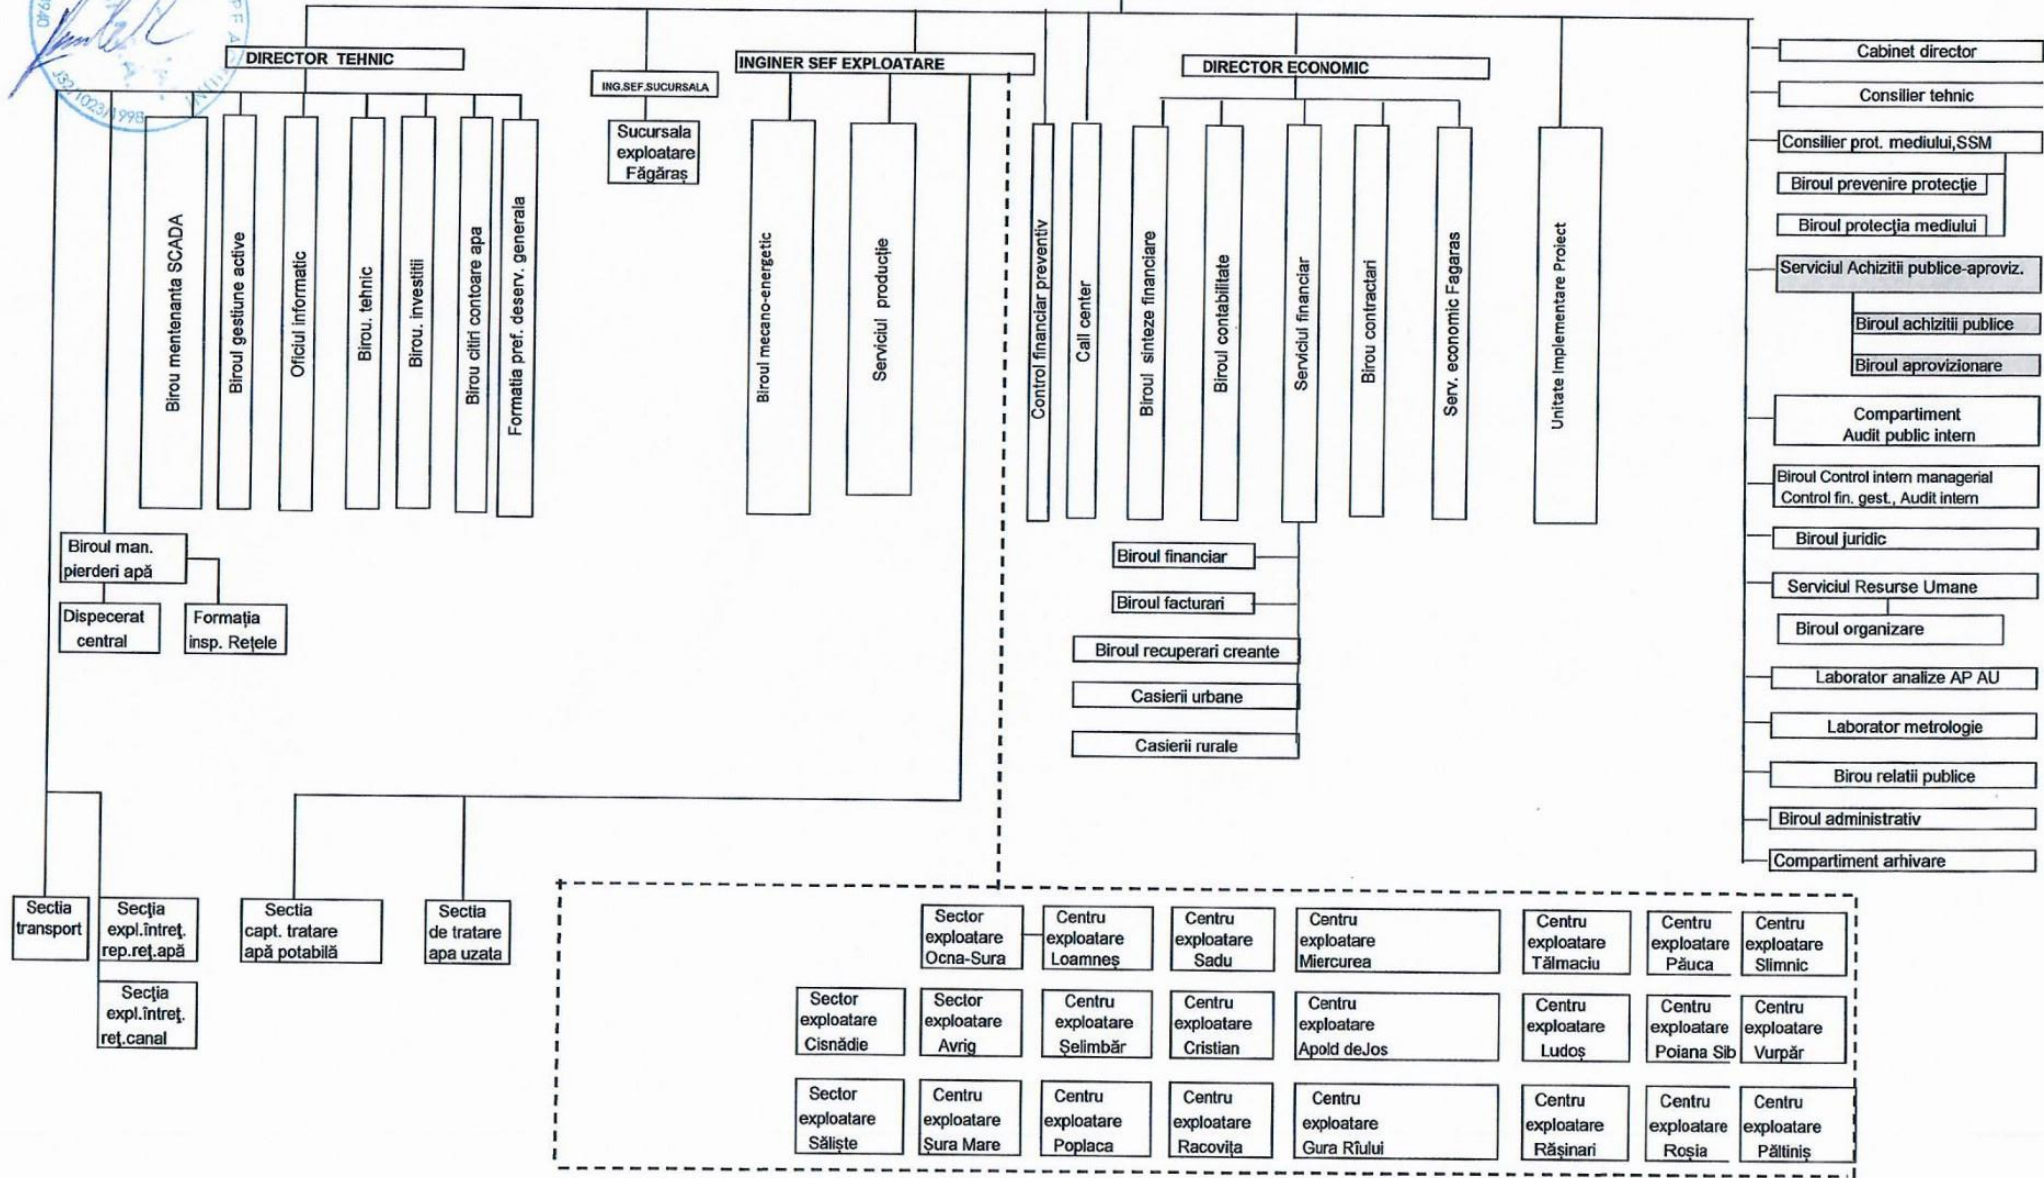 J32/1023/1998
DIRECTOR TEHNIC
ING.SEF.SUCURSALA
INGINER SEF EXPLOATARE
DIRECTOR ECONOMIC
Sucursala
exploatare
Făgăraș
Birou mentenanta SCADA
Biroul gestiune active
Oficiul informatic
Birou. tehnic
Birou. investitii
Birou citiri contoare apa
Formatia pref. deserv. generala
Biroul mecano-energetic
Serviciul producție
Control financiar preventiv
Call center
Biroul sinteze financiare
Biroul contabilitate
Serviciul financiar
Birou contractari
Serv. economic Fagaras
Unitate Implementare Proiect
Cabinet director
Consilier tehnic
Consilier prot. mediului,SSM
Biroul prevenire protecţie
Biroul protecţia mediului
Serviciul Achizitii publice-aproviz.
Biroul achizitii publice
Biroul aprovizionare
Compartiment
Audit public intern
Biroul Control intern managerial
Control fin. gest., Audit intern
Biroul juridic
Serviciul Resurse Umane
Biroul organizare
Laborator analize AP AU
Laborator metrologie
Birou relatii publice
Biroul administrativ
Compartiment arhivare
Biroul man.
pierderi apă
Dispecerat
central
Formația
insp. Rețele
Biroul financiar
Biroul facturari
Biroul recuperari creante
Casierii urbane
Casierii rurale
Sectia
transport
Secţia
expl.întreţ.
rep.reţ.apă
Secţia
expl.întreţ.
reţ.canal
Sectia
capt. tratare
apă potabilă
Sectia
de tratare
apa uzata
Sector
exploatare
Ocna-Sura
Centru
exploatare
Loamneș
Centru
exploatare
Sadu
Centru
exploatare
Miercurea
Centru
exploatare
Tălmaciu
Centru
exploatare
Păuca
Centru
exploatare
Slimnic
Sector
exploatare
Cisnădie
Sector
exploatare
Avrig
Centru
exploatare
Șelimbăr
Centru
exploatare
Cristian
Centru
exploatare
Apold deJos
Centru
exploatare
Ludoș
Centru
exploatare
Poiana Sib
Centru
exploatare
Vurpăr
Sector
exploatare
Săliște
Centru
exploatare
Șura Mare
Centru
exploatare
Poplaca
Centru
exploatare
Racovița
Centru
exploatare
Gura Rîului
Centru
exploatare
Rășinari
Centru
exploatare
Roșia
Centru
exploatare
Păltiniș